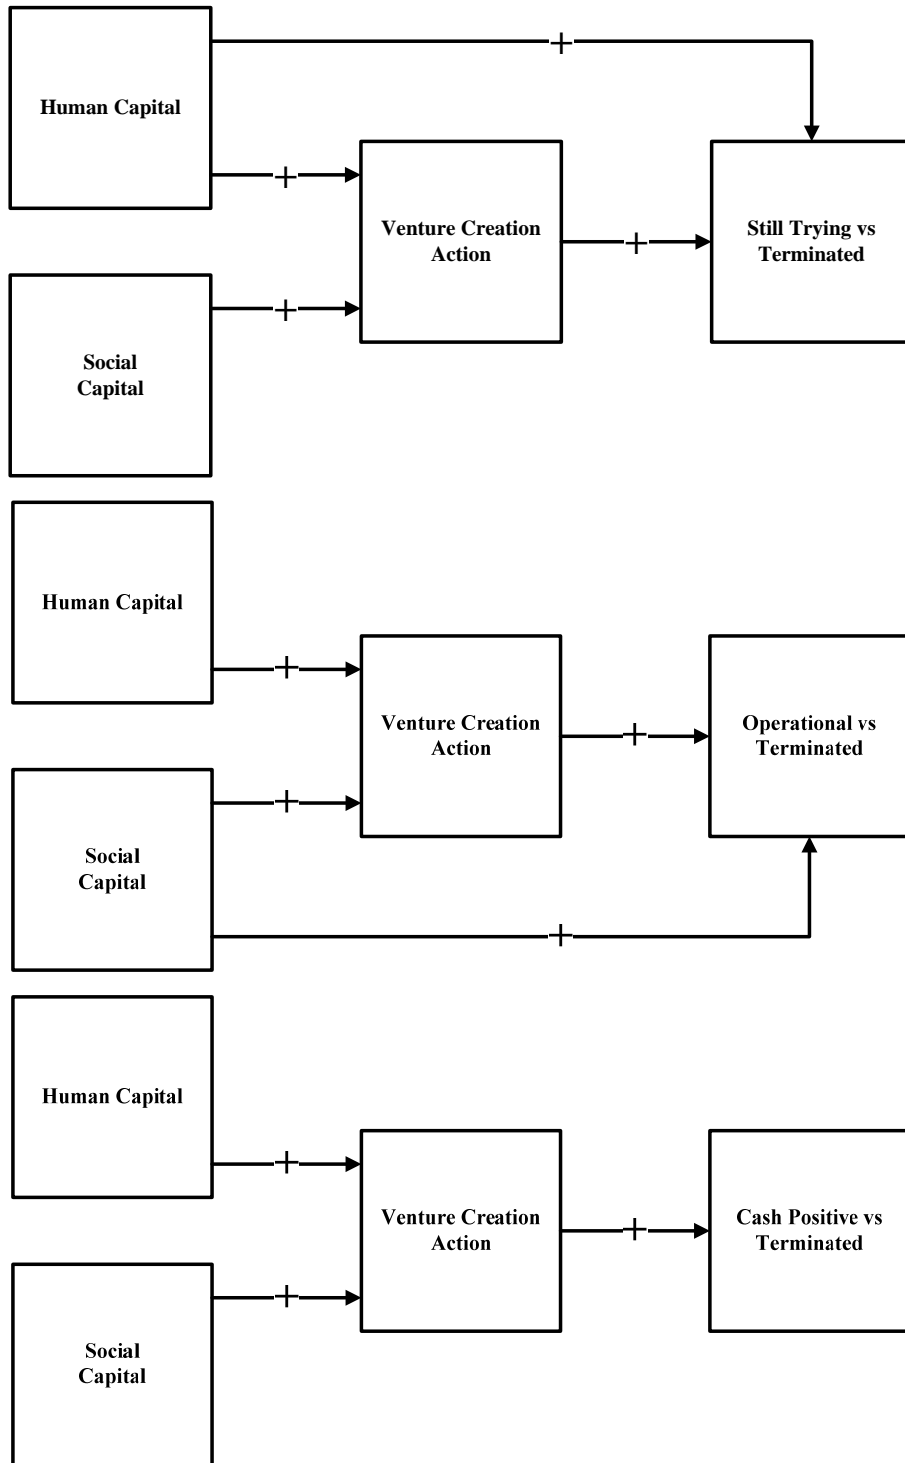 +
Human Capital
+
Venture Creation
Action
+
Still Trying vs
Terminated
+
Social
Capital
Human Capital
+
Venture Creation
Action
+
Operational vs
Terminated
+
Social
Capital
+
Human Capital
+
Venture Creation
Action
+
Cash Positive vs
Terminated
+
Social
Capital